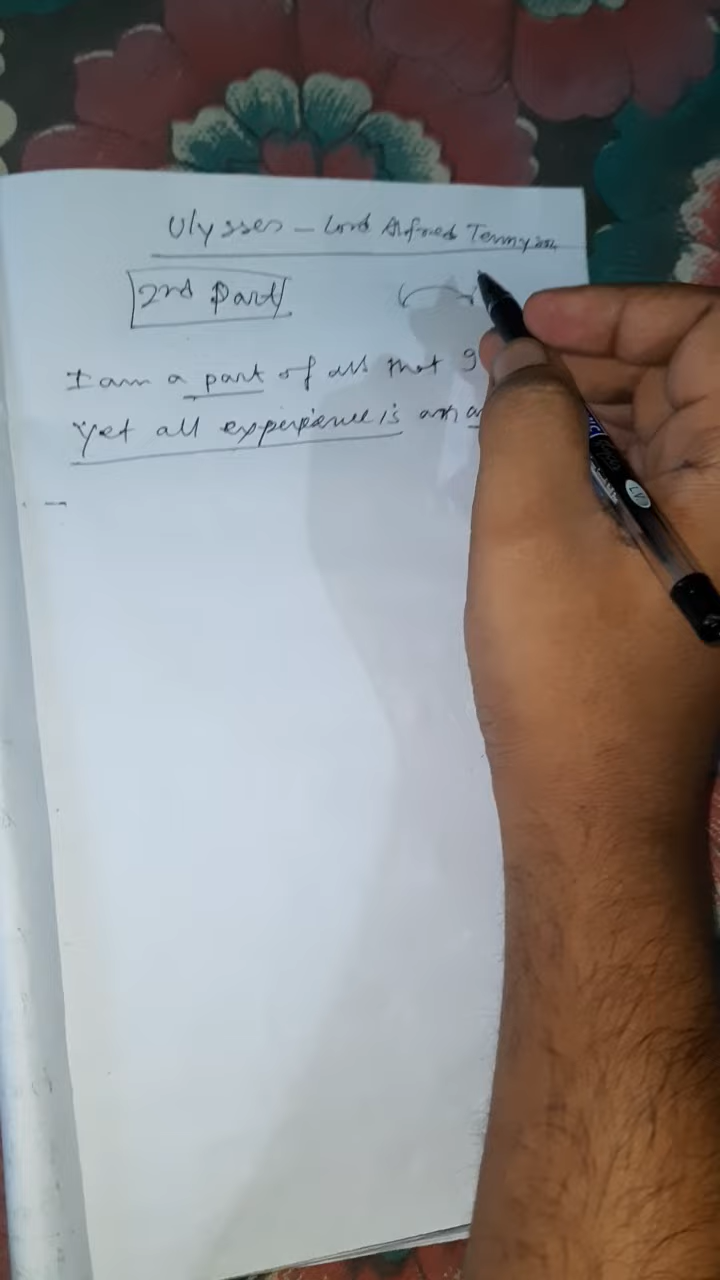 Ulysses - Lord Alfred Tennyson
2nd Part
I am a part of all that
Yet all experience is an